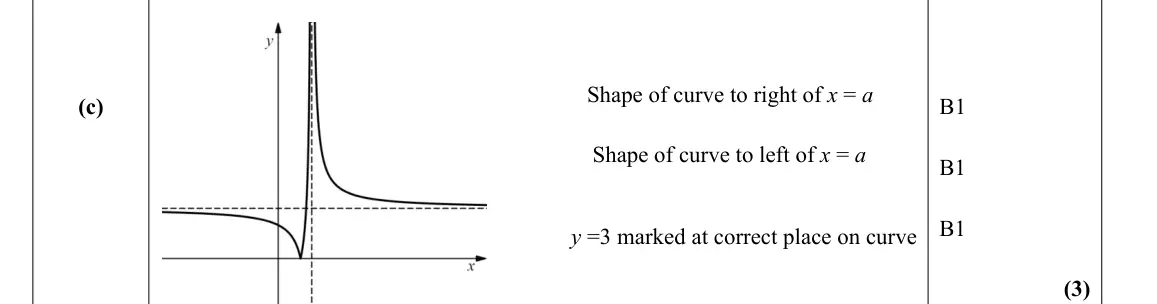 y
(c)
Shape of curve to right of x = a
B1
Shape of curve to left of x = a
B1
y =3 marked at correct place on curve
B1
x
(3)